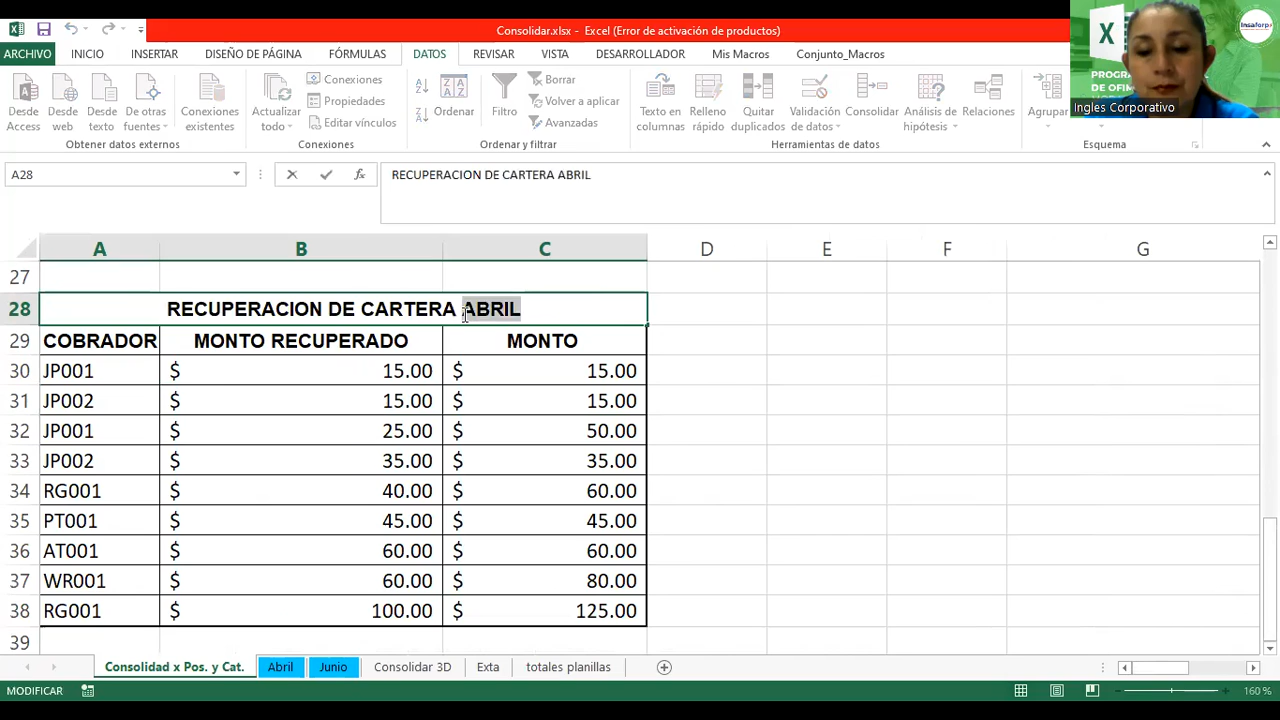 Consolidar.xlsx - Excel (Error de activación de productos)
ARCHIVO INICIO INSERTAR DISEÑO DE PÁGINA FÓRMULAS DATOS REVISAR VISTA DESARROLLADOR Mis Macros Conjunto_Macros
Desde Access
Desde web
Desde texto
De otras fuentes
Conexiones existentes
Actualizar todo
Conexiones
Propiedades
Editar vínculos
Ordenar
Filtro
Borrar
Volver a aplicar
Avanzadas
Texto en columnas
Relleno rápido
Quitar duplicados
Validación de datos
Consolidar
Análisis de hipótesis
Relaciones
Agrupar
Obtener datos externos Conexiones Ordenar y filtrar Herramientas de datos Esquema
Insaforp
X
PROGR
DE OFIM
Ingles Corporativo
A28 fx RECUPERACION DE CARTERA ABRIL
A B C D E F G
27
28 RECUPERACION DE CARTERA ABRIL
29 COBRADOR MONTO RECUPERADO MONTO
30 JP001 $ 15.00 $ 15.00
31 JP002 $ 15.00 $ 15.00
32 JP001 $ 25.00 $ 50.00
33 JP002 $ 35.00 $ 35.00
34 RG001 $ 40.00 $ 60.00
35 PT001 $ 45.00 $ 45.00
36 AT001 $ 60.00 $ 60.00
37 WR001 $ 60.00 $ 80.00
38 RG001 $ 100.00 $ 125.00
39
Consolidad x Pos. y Cat. Abril Junio Consolidar 3D Exta totales planillas
MODIFICAR 160 %